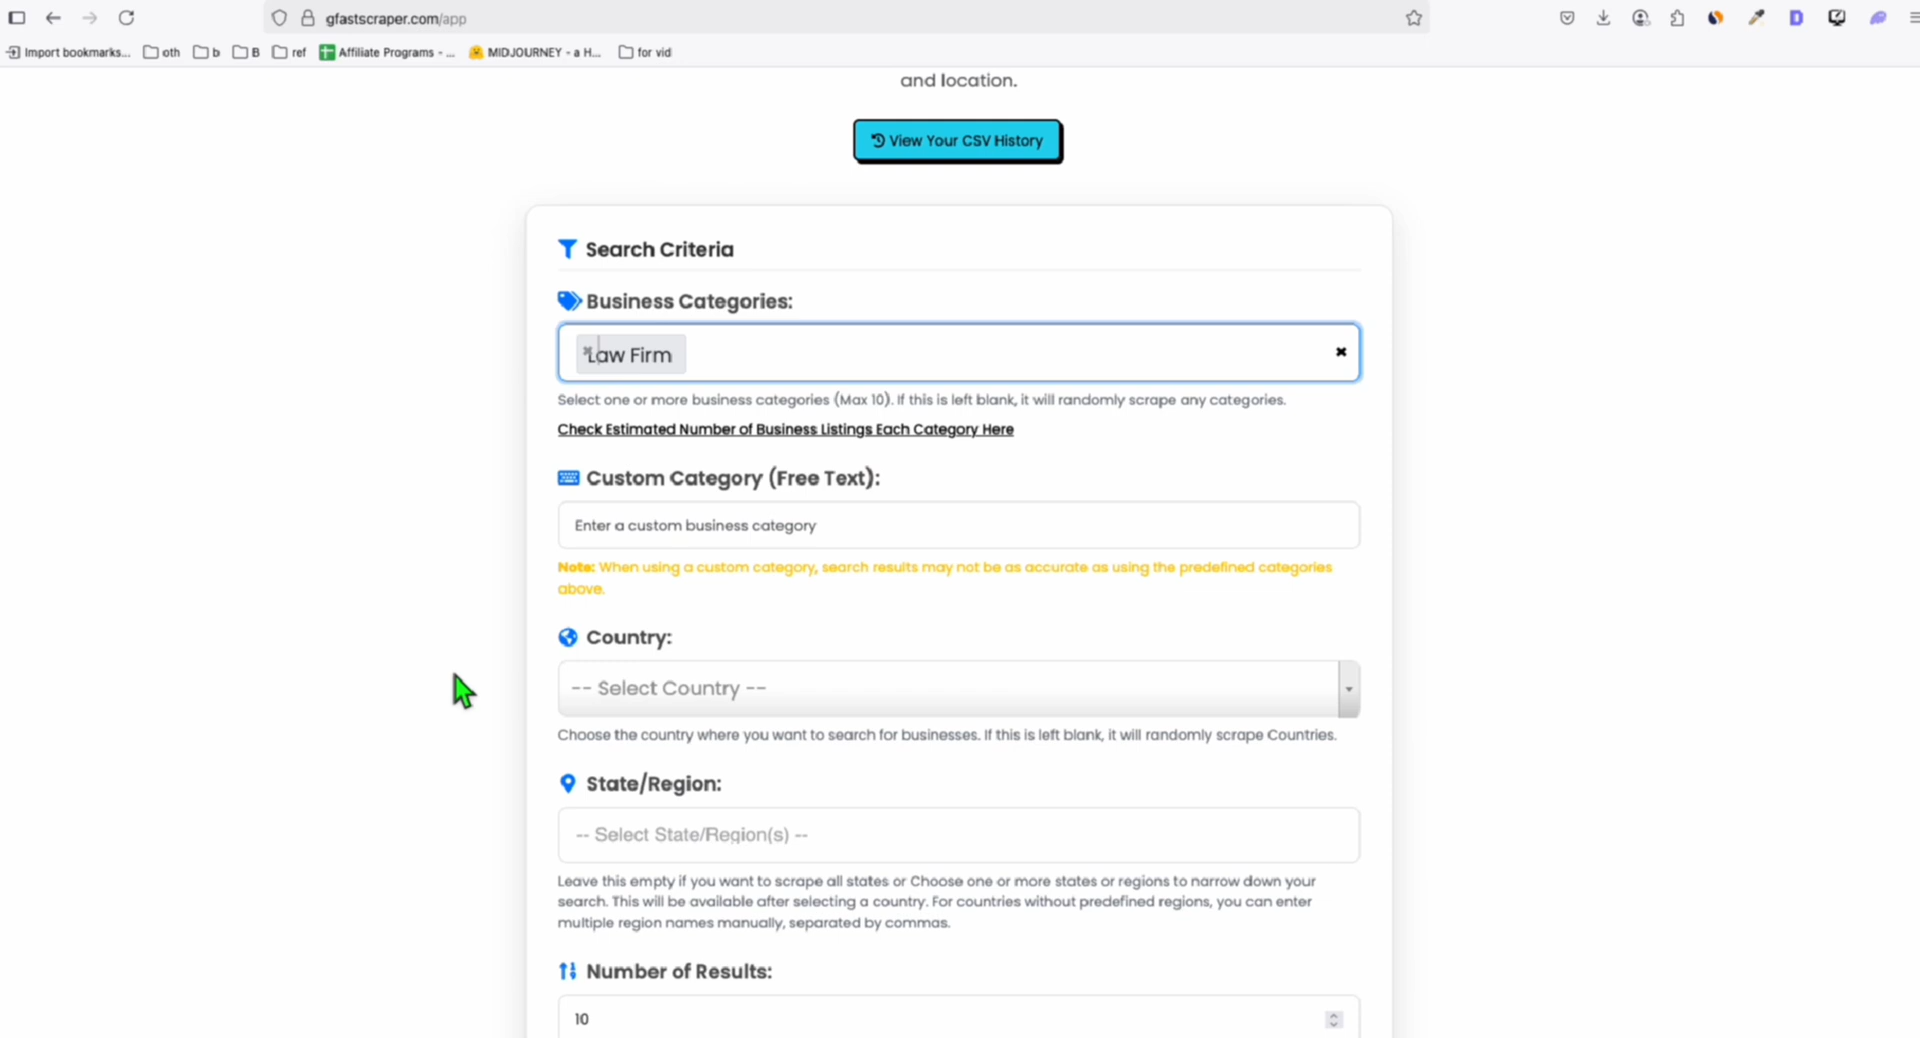 gfastscraper.com/app
Import bookmarks... oth b B ref Affiliate Programs - ... MIDJOURNEY - a H... for vid
and location.
View Your CSV History
Search Criteria
Business Categories:
Law Firm
Select one or more business categories (Max 10). If this is left blank, it will randomly scrape any categories.
Check Estimated Number of Business Listings Each Category Here
Custom Category (Free Text):
Enter a custom business category
Note: When using a custom category, search results may not be as accurate as using the predefined categories
above.
Country:
-- Select Country --
Choose the country where you want to search for businesses. If this is left blank, it will randomly scrape Countries.
State/Region:
-- Select State/Region(s) --
Leave this empty if you want to scrape all states or Choose one or more states or regions to narrow down your
search. This will be available after selecting a country. For countries without predefined regions, you can enter
multiple region names manually, separated by commas.
Number of Results:
10